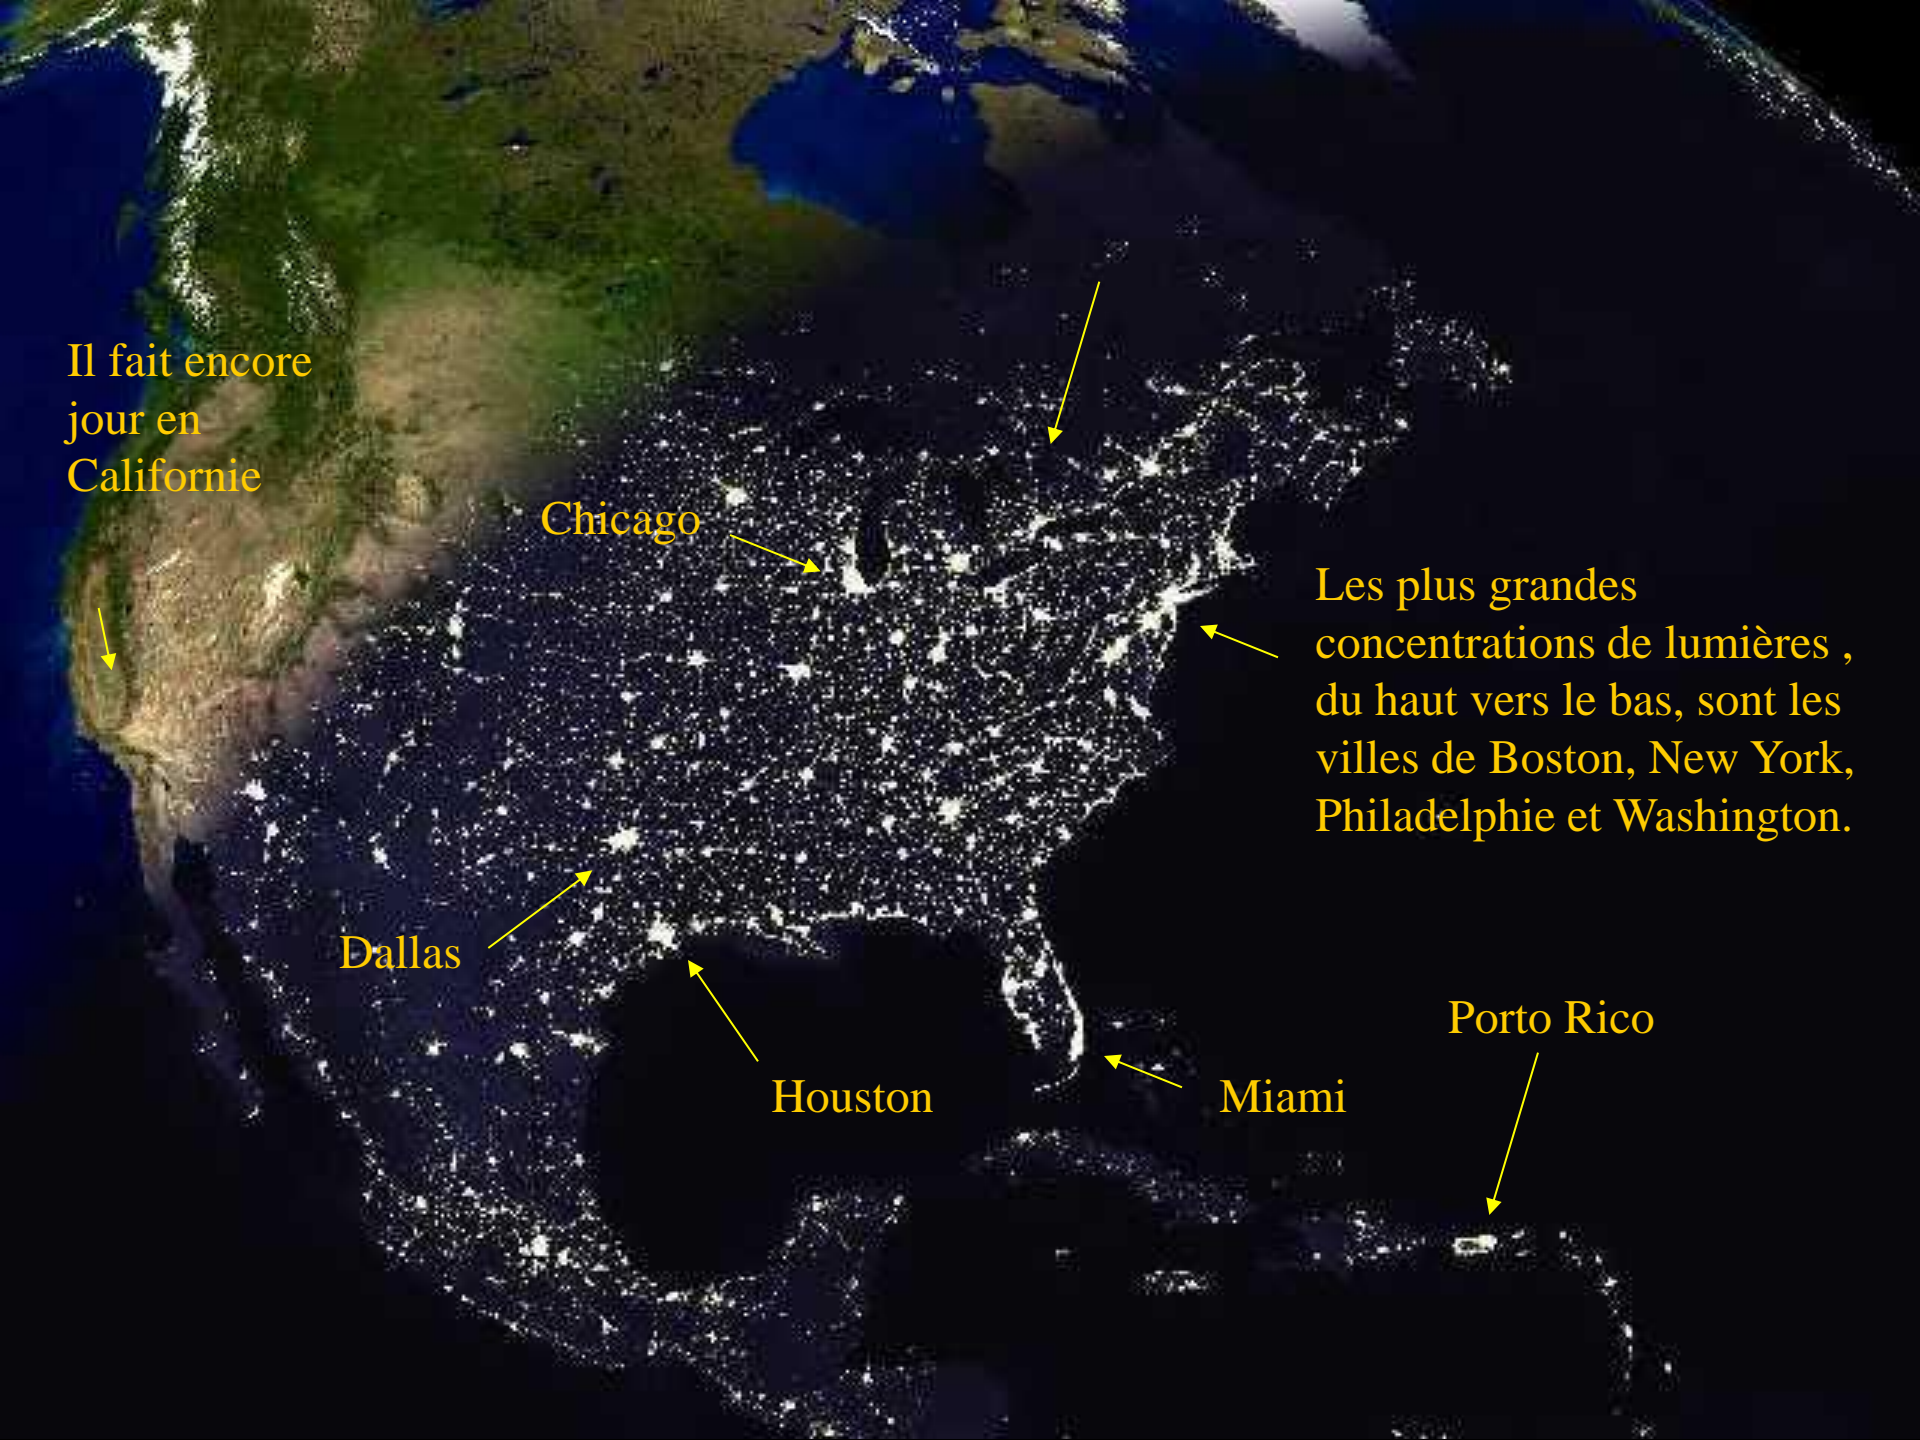 Il fait encore
jour en
Californie
Chicago
Les plus grandes
concentrations de lumières ,
du haut vers le bas, sont les
villes de Boston, New York,
Philadelphie et Washington.
Dallas
Houston
Miami
Porto Rico